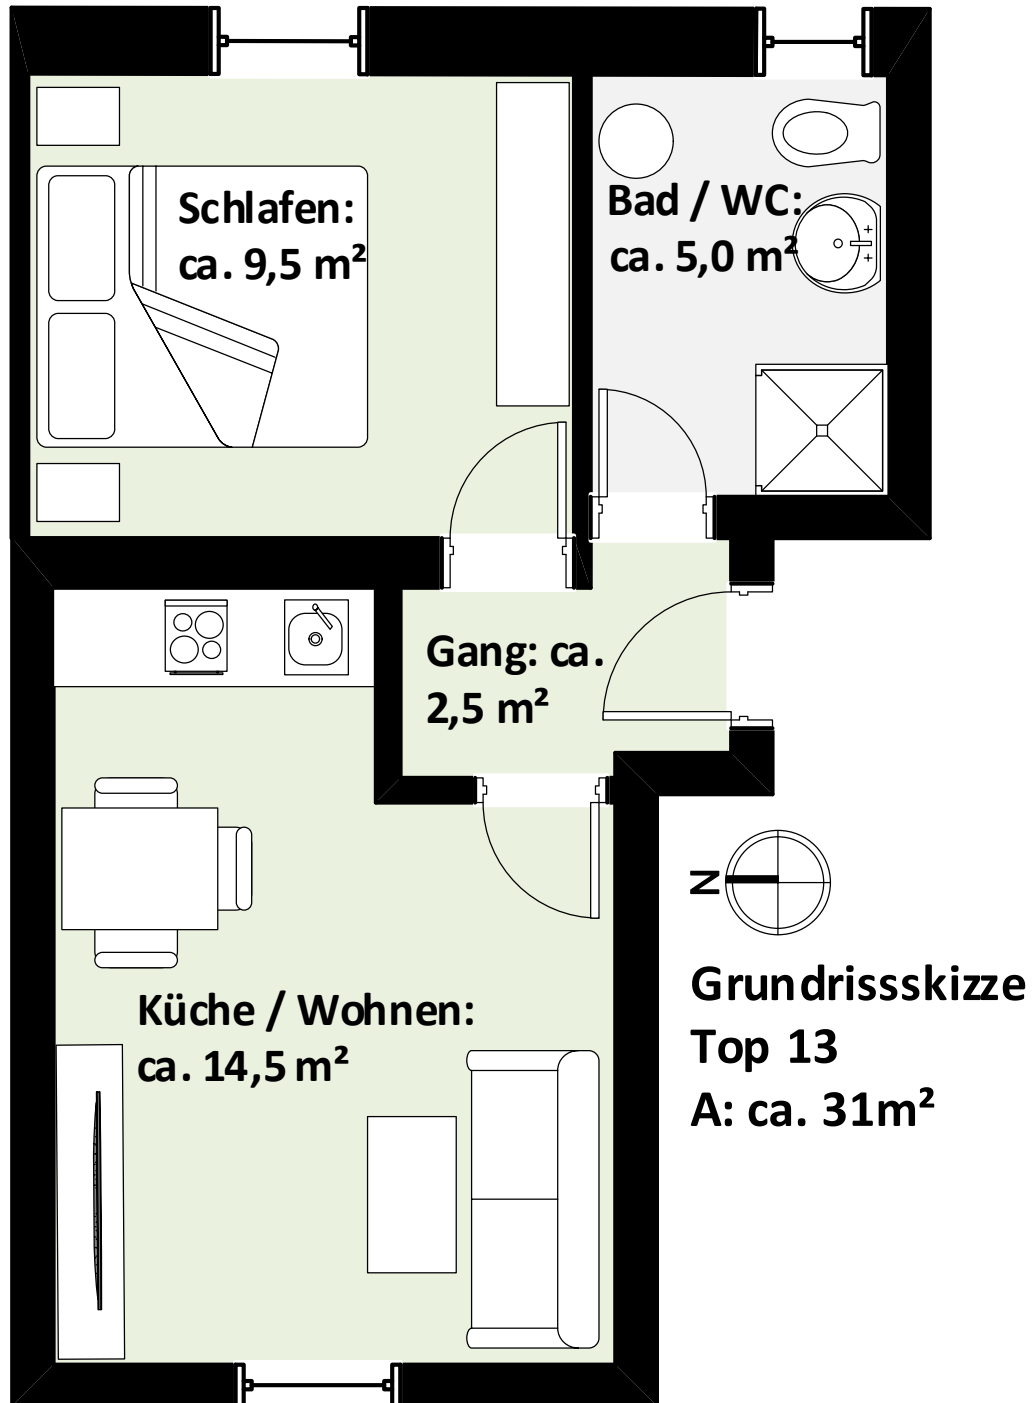 Schlafen:
ca. 9,5 m²
Bad / WC:
ca. 5,0 m²
Gang: ca.
2,5 m²
Küche / Wohnen:
ca. 14,5 m²
N
Grundrissskizze
Top 13
A: ca. 31m²